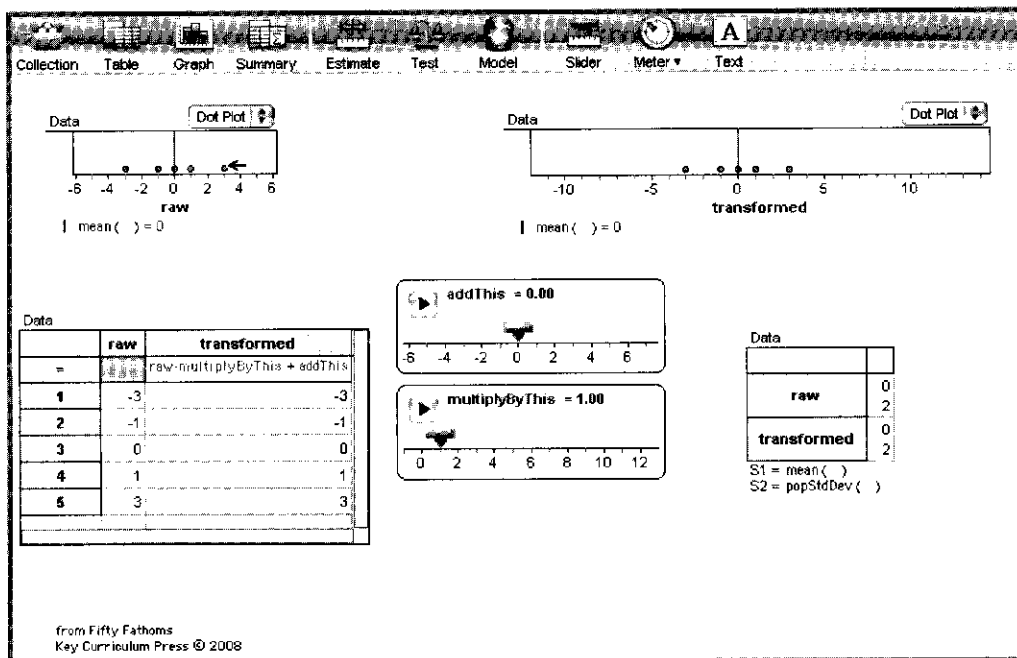 Collection Table Graph Summary Estimate Test Model Slider Meter ▾ Text
Data
Dot Plot
-6 -4 -2 0 2 4 6
raw
mean( ) = 0
Data
Dot Plot
-10 -5 0 5 10
transformed
mean( ) = 0
Data
raw transformed
= raw·multiplyByThis + addThis
1 -3 -3
2 -1 -1
3 0 0
4 1 1
5 3 3
addThis = 0.00
-6 -4 -2 0 2 4 6
multiplyByThis = 1.00
0 2 4 6 8 10 12
Data
raw 0
2
transformed 0
2
S1 = mean( )
S2 = popStdDev( )
from Fifty Fathoms
Key Curriculum Press © 2008